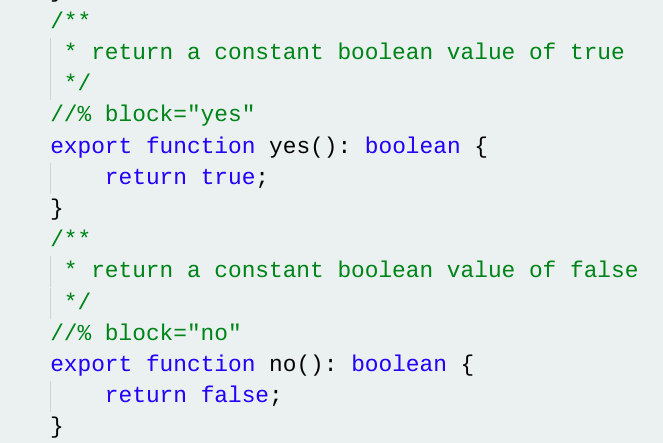 /**
 * return a constant boolean value of true
 */
//% block="yes"
export function yes(): boolean {
    return true;
}
/**
 * return a constant boolean value of false
 */
//% block="no"
export function no(): boolean {
    return false;
}